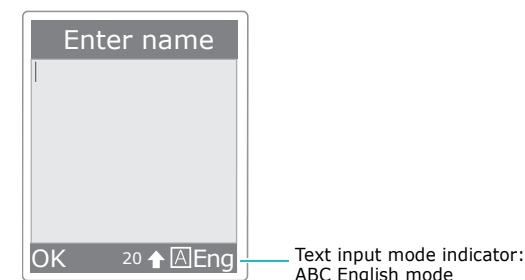 Enter name
OK 20 A Eng
Text input mode indicator:
ABC English mode